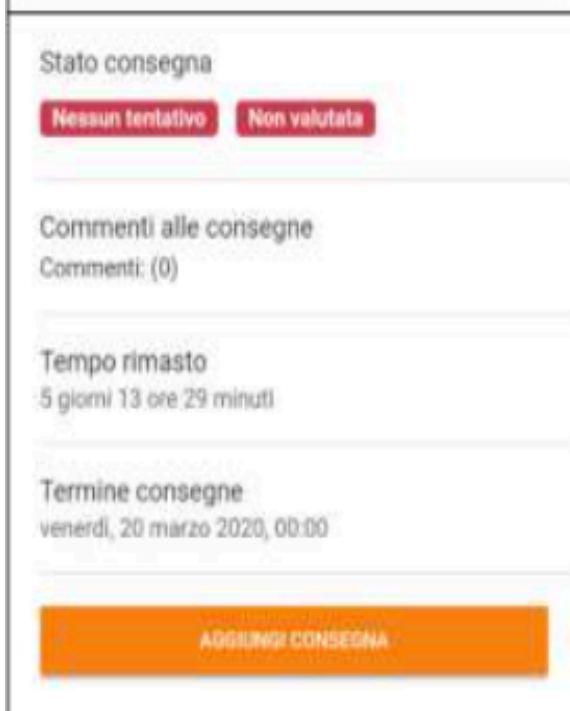 Stato consegna
Nessun tentativo Non valutata
Commenti alle consegne
Commenti: (0)
Tempo rimasto
5 giorni 13 ore 29 minuti
Termine consegne
venerdì, 20 marzo 2020, 00:00
AGGIUNGI CONSEGNA